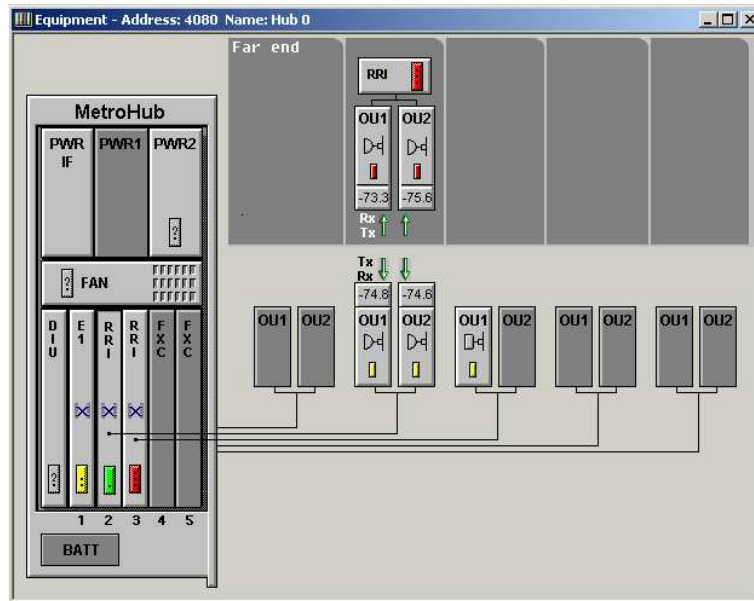 Equipment - Address: 4080 Name: Hub 0
Far end
RRI
OU1 OU2
-73.3 -75.6
Rx
Tx
Tx
Rx
-74.8 -74.6
MetroHub
PWR IF
PWR1
PWR2
?
? FAN
DIU
E1
RRI
RRI
FXC
FXC
?
1 2 3 4 5
BATT
OU1 OU2
OU1 OU2
OU1 OU2
OU1 OU2
OU1 OU2